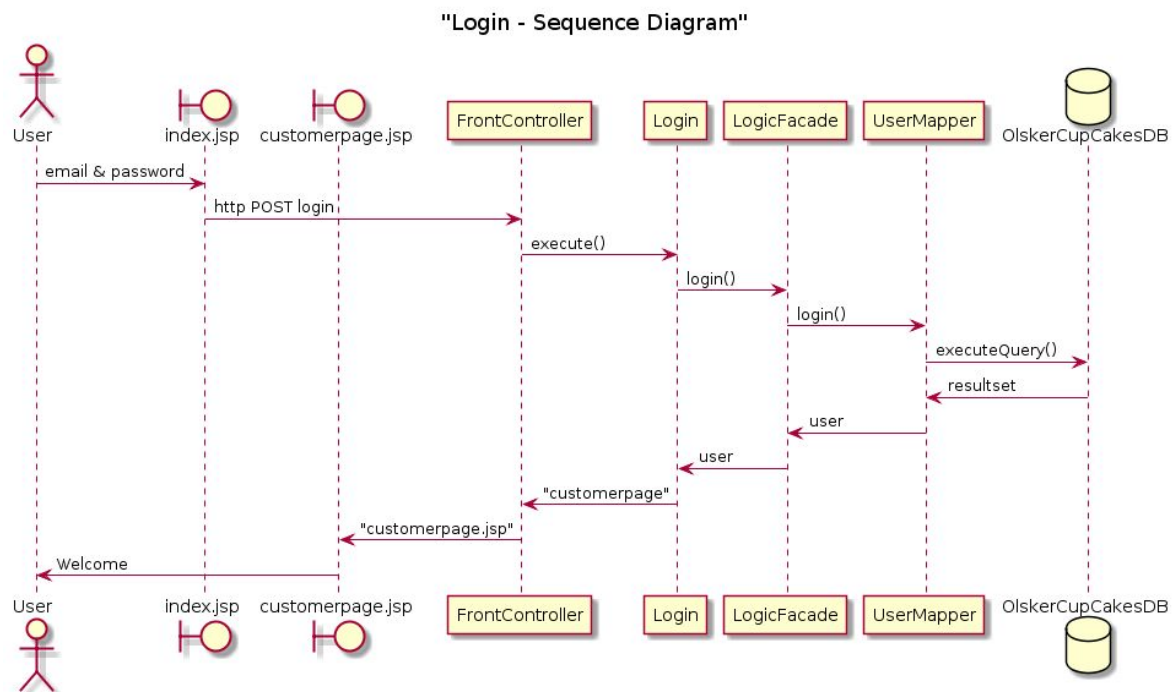 "Login - Sequence Diagram"
User
index.jsp
customerpage.jsp
FrontController
Login
LogicFacade
UserMapper
OlskerCupCakesDB
email & password
http POST login
execute()
login()
login()
executeQuery()
resultset
user
user
"customerpage"
"customerpage.jsp"
Welcome
User
index.jsp
customerpage.jsp
FrontController
Login
LogicFacade
UserMapper
OlskerCupCakesDB